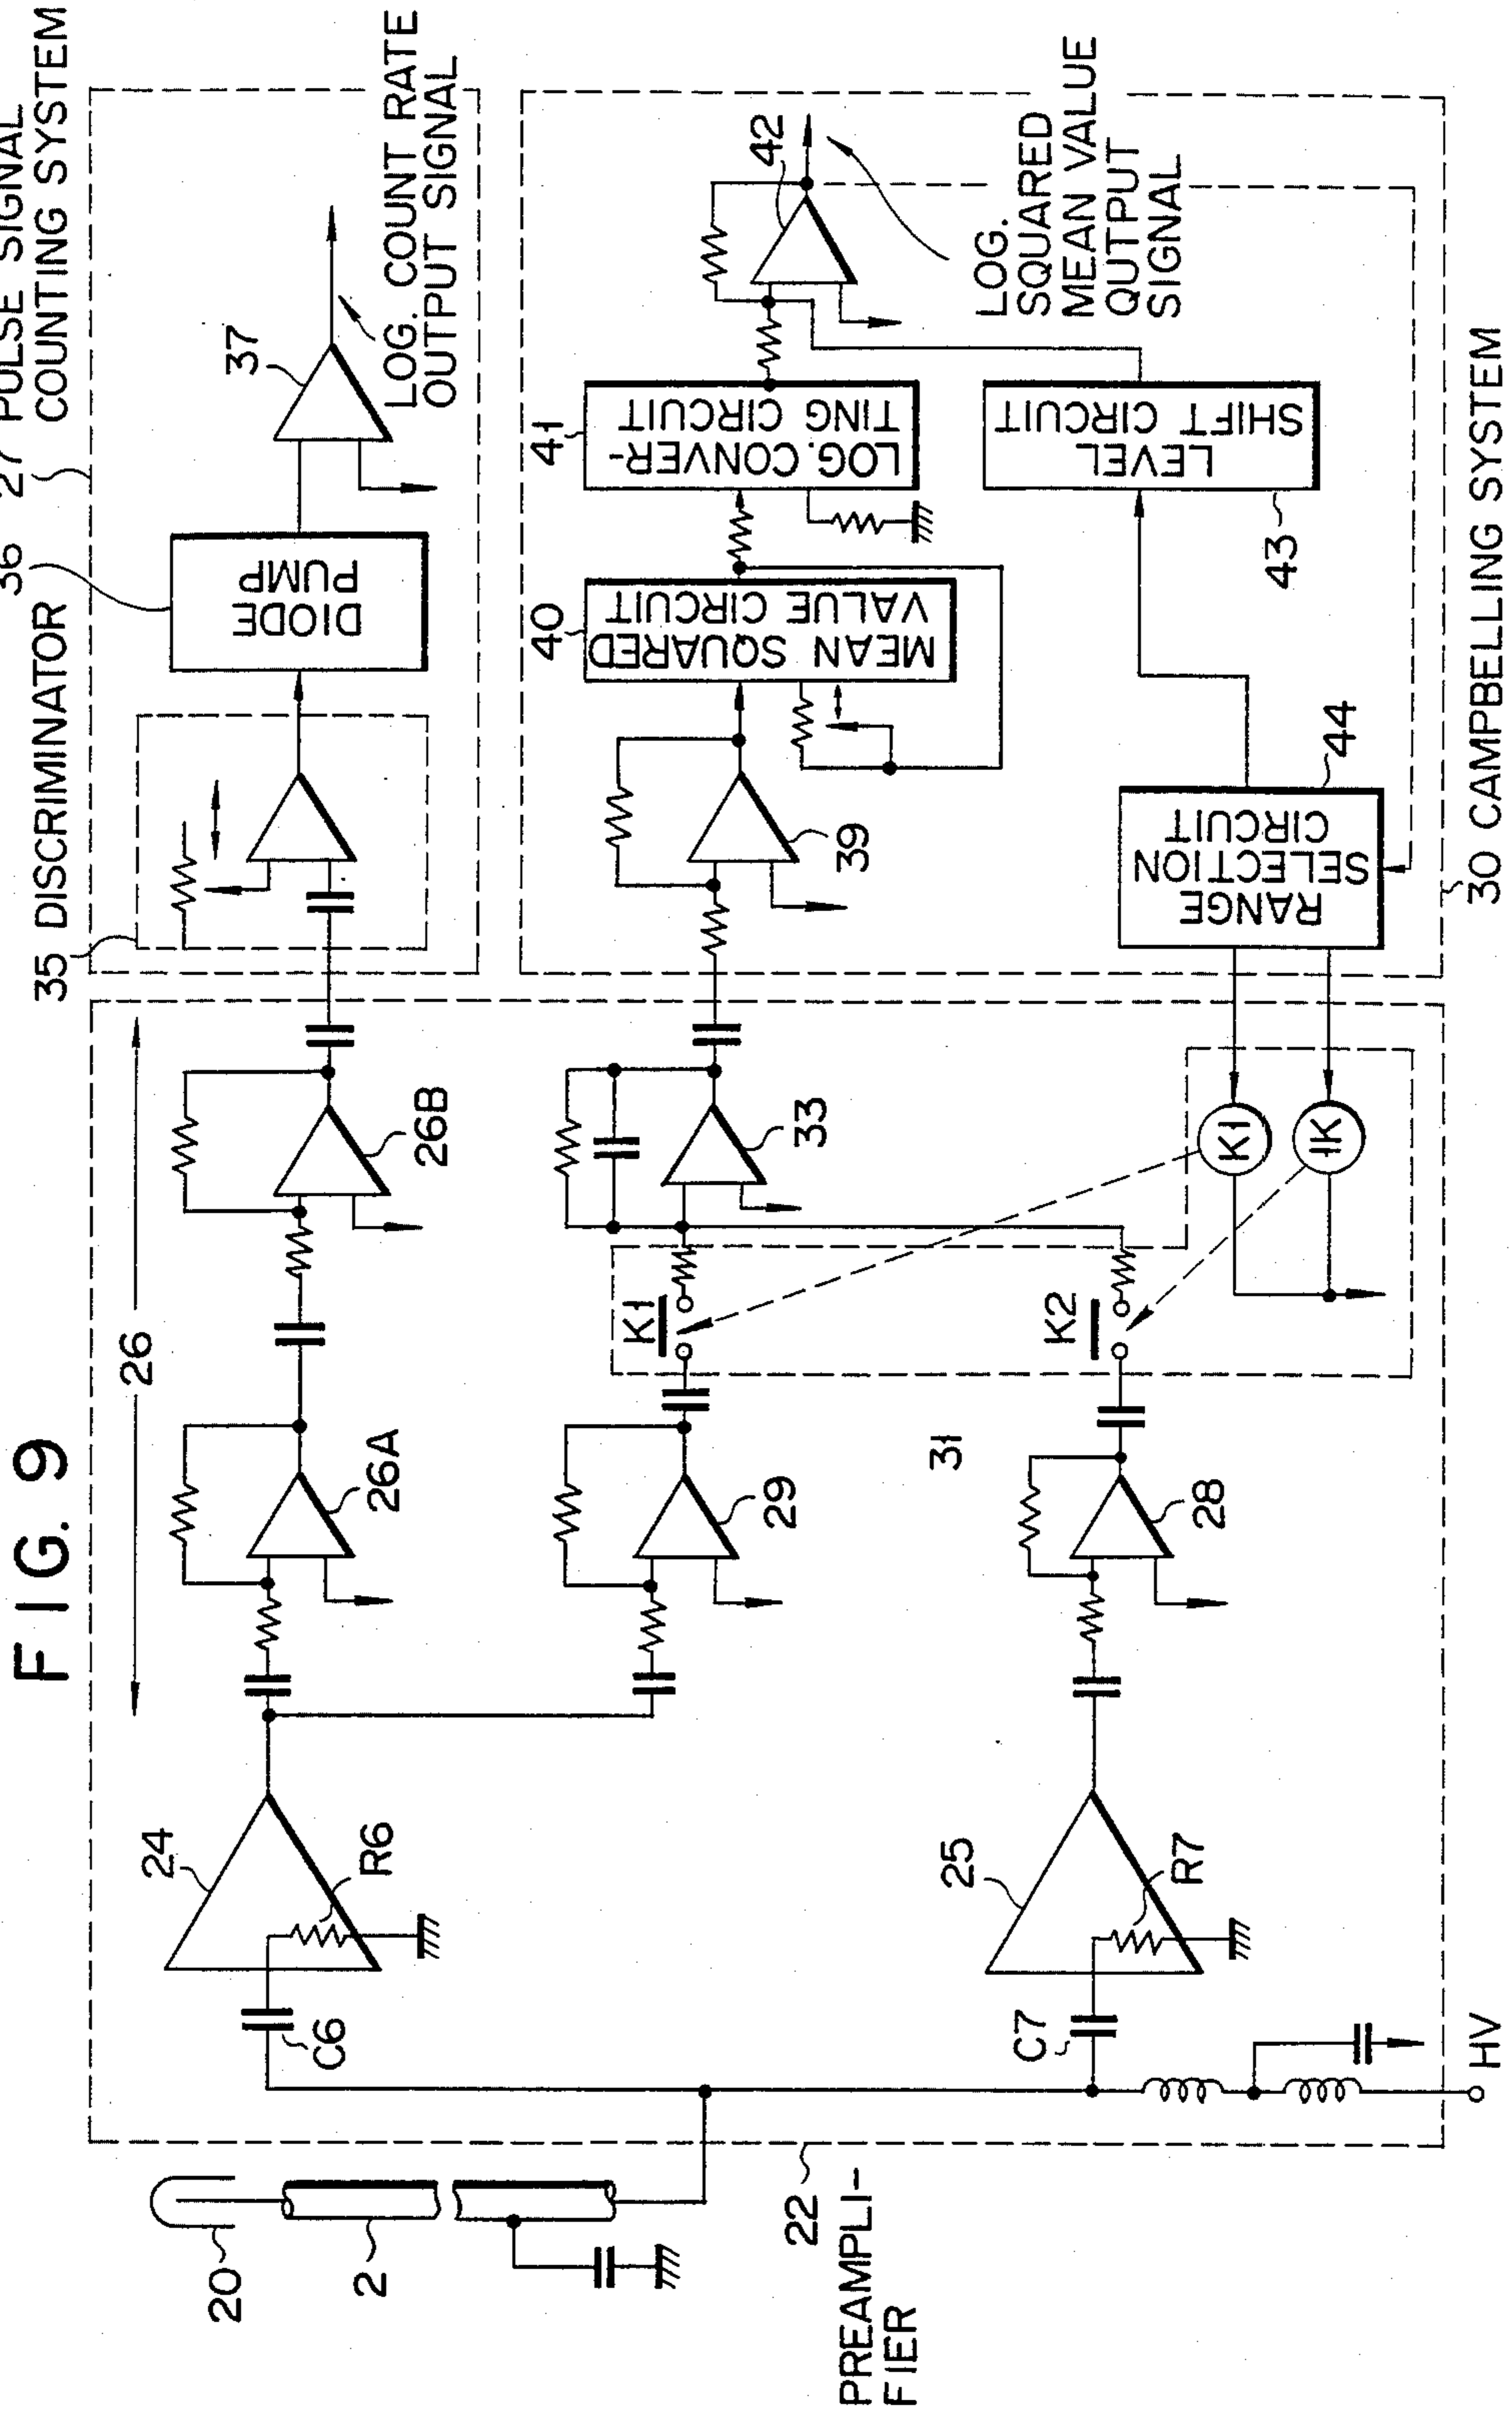 FIG. 9
26
36
27 PULSE SIGNAL
COUNTING SYSTEM
35 DISCRIMINATOR
DIODE
PUMP
37
LOG. COUNT RATE
OUTPUT SIGNAL
24
R6
C6
26A
26B
20
2
22
PREAMPLI-
FIER
29
K1
33
39
40
MEAN SQUARED
VALUE CIRCUIT
41
LOG. CONVER-
TING CIRCUIT
42
LOG.
SQUARED
MEAN VALUE
QUTPUT
SIGNAL
25
R7
C7
28
31
K2
K1
1K
RANGE
SELECTION
CIRCUIT
44
LEVEL
SHIFT CIRCUIT
43
HV
30 CAMPBELLING SYSTEM